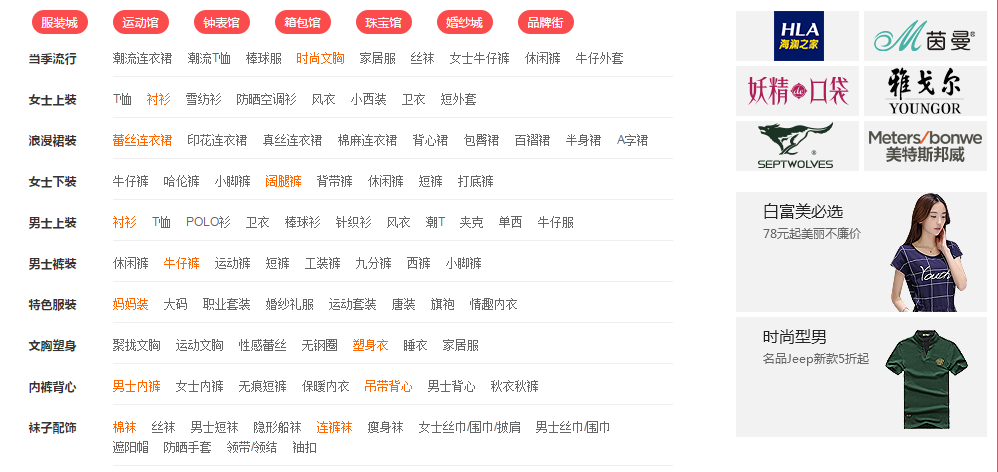 服装城 运动馆 钟表馆 箱包馆 珠宝馆 婚纱城 品牌街
当季流行 潮流连衣裙 潮流T恤 棒球服 时尚文胸 家居服 丝袜 女士牛仔裤 休闲裤 牛仔外套
女士上装 T恤 衬衫 雪纺衫 防晒空调衫 风衣 小西装 卫衣 短外套
浪漫裙装 蕾丝连衣裙 印花连衣裙 真丝连衣裙 棉麻连衣裙 背心裙 包臀裙 百褶裙 半身裙 A字裙
女士下装 牛仔裤 哈伦裤 小脚裤 阔腿裤 背带裤 休闲裤 短裤 打底裤
男士上装 衬衫 T恤 POLO衫 卫衣 棒球衫 针织衫 风衣 潮T 夹克 单西 牛仔服
男士裤装 休闲裤 牛仔裤 运动裤 短裤 工装裤 九分裤 西裤 小脚裤
特色服装 妈妈装 大码 职业套装 婚纱礼服 运动套装 唐装 旗袍 情趣内衣
文胸塑身 聚拢文胸 运动文胸 性感蕾丝 无钢圈 塑身衣 睡衣 家居服
内裤背心 男士内裤 女士内裤 无痕短裤 保暖内衣 吊带背心 男士背心 秋衣秋裤
袜子配饰 棉袜 丝袜 男士短袜 隐形船袜 连裤袜 瘦身袜 女士丝巾/围巾/披肩 男士丝巾/围巾
遮阳帽 防晒手套 领带/领结 袖扣
HLA
海澜之家
茵曼®
妖精de口袋
雅戈尔
YOUNGOR
®
SEPTWOLVES
Meters/bonwe
美特斯邦威
白富美必选
78元起美丽不廉价
Youth
时尚型男
名品Jeep新款5折起